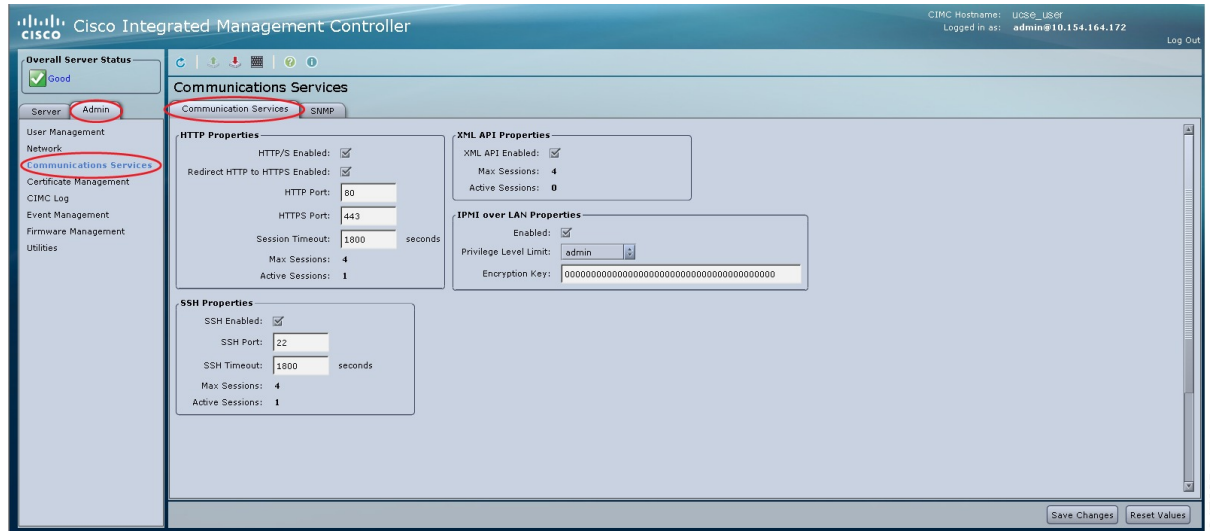 CISCO
Cisco Integrated Management Controller
CIMC Hostname: ucse_user
Logged in as: admin@10.154.164.172
Log Out
Overall Server Status
Good
Server Admin
User Management
Network
Communications Services
Certificate Management
CIMC Log
Event Management
Firmware Management
Utilities
Communications Services
Communication Services SNMP
HTTP Properties
HTTP/S Enabled:
Redirect HTTP to HTTPS Enabled:
HTTP Port: 80
HTTPS Port: 443
Session Timeout: 1800 seconds
Max Sessions: 4
Active Sessions: 1
XML API Properties
XML API Enabled:
Max Sessions: 4
Active Sessions: 0
IPMI over LAN Properties
Enabled:
Privilege Level Limit: admin
Encryption Key: 0000000000000000000000000000000000000000
SSH Properties
SSH Enabled:
SSH Port: 22
SSH Timeout: 1800 seconds
Max Sessions: 4
Active Sessions: 1
Save Changes Reset Values